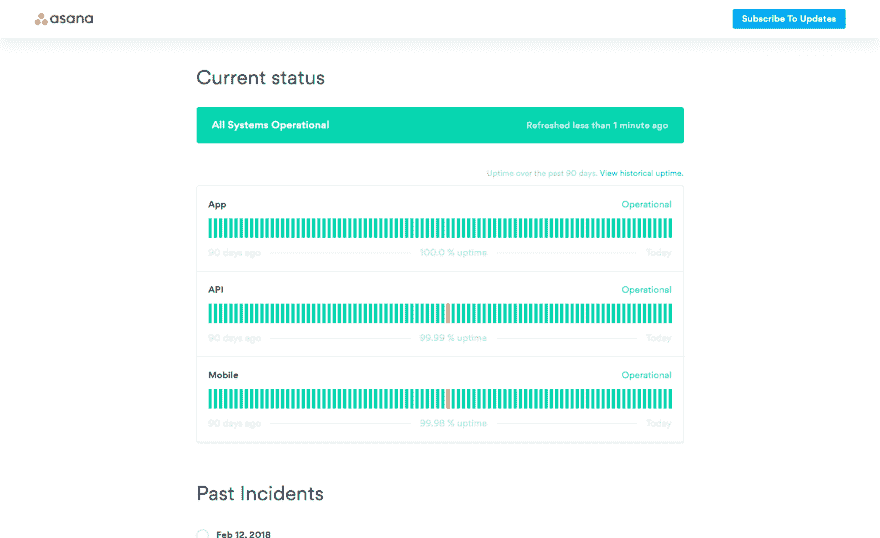 asana
Subscribe To Updates
Current status
All Systems Operational Refreshed less than 1 minute ago
Uptime over the past 90 days. View historical uptime.
App Operational
90 days ago 100.0 % uptime Today
API Operational
90 days ago 99.99 % uptime Today
Mobile Operational
90 days ago 99.98 % uptime Today
Past Incidents
Feb 12, 2018